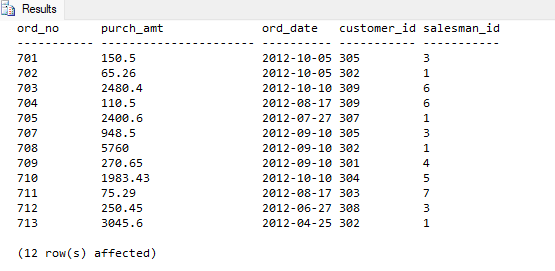 Results
ord_no purch_amt ord_date customer_id salesman_id
----------- ---------------------- ---------- ----------- -----------
701 150.5 2012-10-05 305 3
702 65.26 2012-10-05 302 1
703 2480.4 2012-10-10 309 6
704 110.5 2012-08-17 309 6
705 2400.6 2012-07-27 307 1
707 948.5 2012-09-10 305 3
708 5760 2012-09-10 302 1
709 270.65 2012-09-10 301 4
710 1983.43 2012-10-10 304 5
711 75.29 2012-08-17 303 7
712 250.45 2012-06-27 308 3
713 3045.6 2012-04-25 302 1
(12 row(s) affected)